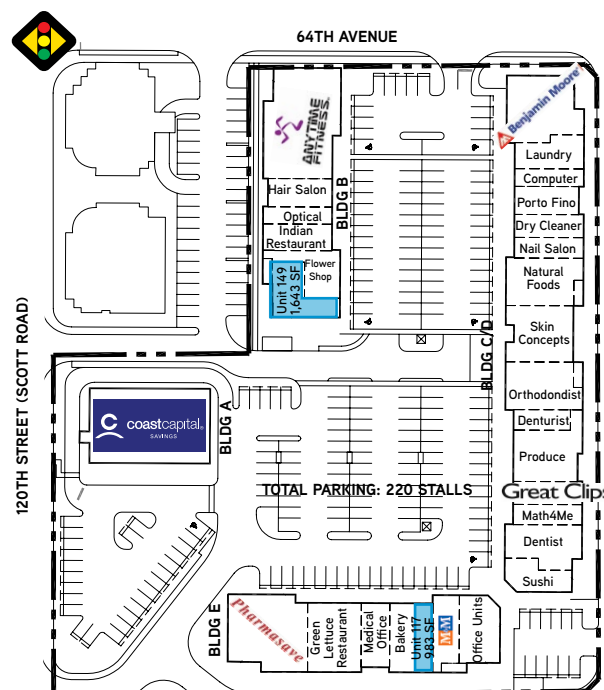 64TH AVENUE
120TH STREET (SCOTT ROAD)
ANYTIME
FITNESS®
Hair Salon
Optical
Indian
Restaurant
Flower
Shop
Unit 149
1,643 SF
BLDG B
Benjamin Moore®
Laundry
Computer
Porto Fino
Dry Cleaner
Nail Salon
Natural
Foods
Skin
Concepts
Orthodondist
Denturist
Produce
Great Clips
Math4Me
Dentist
Sushi
BLDG C/D
coastcapital®
SAVINGS
BLDG A
TOTAL PARKING: 220 STALLS
BLDG E
Pharmasave
Green
Lettuce
Restaurant
Medical
Office
Bakery
Unit 117
983 SF
M&M
Office Units